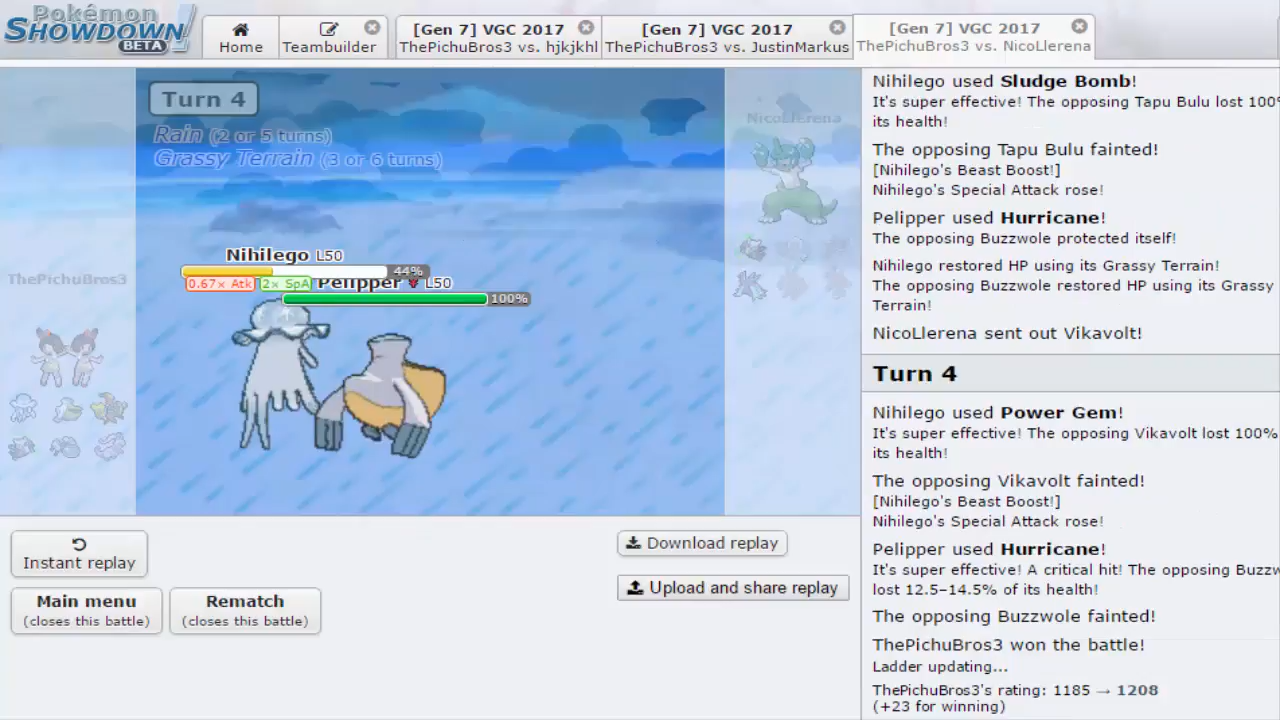 Pokémon
SHOWDOWN!
BETA
Home
Teambuilder
[Gen 7] VGC 2017
ThePichuBros3 vs. hjkjkhl
[Gen 7] VGC 2017
ThePichuBros3 vs. JustinMarkus
[Gen 7] VGC 2017
ThePichuBros3 vs. NicoLlerena
Turn 4
Rain (2 or 5 turns)
Grassy Terrain (3 or 6 turns)
ThePichuBros3
NicoLlerena
Nihilego L50
44%
0.67× Atk 2× SpA
Pelipper L50
100%
Nihilego used Sludge Bomb!
It's super effective! The opposing Tapu Bulu lost 100%
its health!
The opposing Tapu Bulu fainted!
[Nihilego's Beast Boost!]
Nihilego's Special Attack rose!
Pelipper used Hurricane!
The opposing Buzzwole protected itself!
Nihilego restored HP using its Grassy Terrain!
The opposing Buzzwole restored HP using its Grassy
Terrain!
NicoLlerena sent out Vikavolt!
Turn 4
Nihilego used Power Gem!
It's super effective! The opposing Vikavolt lost 100%
its health!
The opposing Vikavolt fainted!
[Nihilego's Beast Boost!]
Nihilego's Special Attack rose!
Pelipper used Hurricane!
It's super effective! A critical hit! The opposing Buzzw
lost 12.5–14.5% of its health!
The opposing Buzzwole fainted!
ThePichuBros3 won the battle!
Ladder updating...
ThePichuBros3's rating: 1185 → 1208
(+23 for winning)
Instant replay
Download replay
Upload and share replay
Main menu
(closes this battle)
Rematch
(closes this battle)